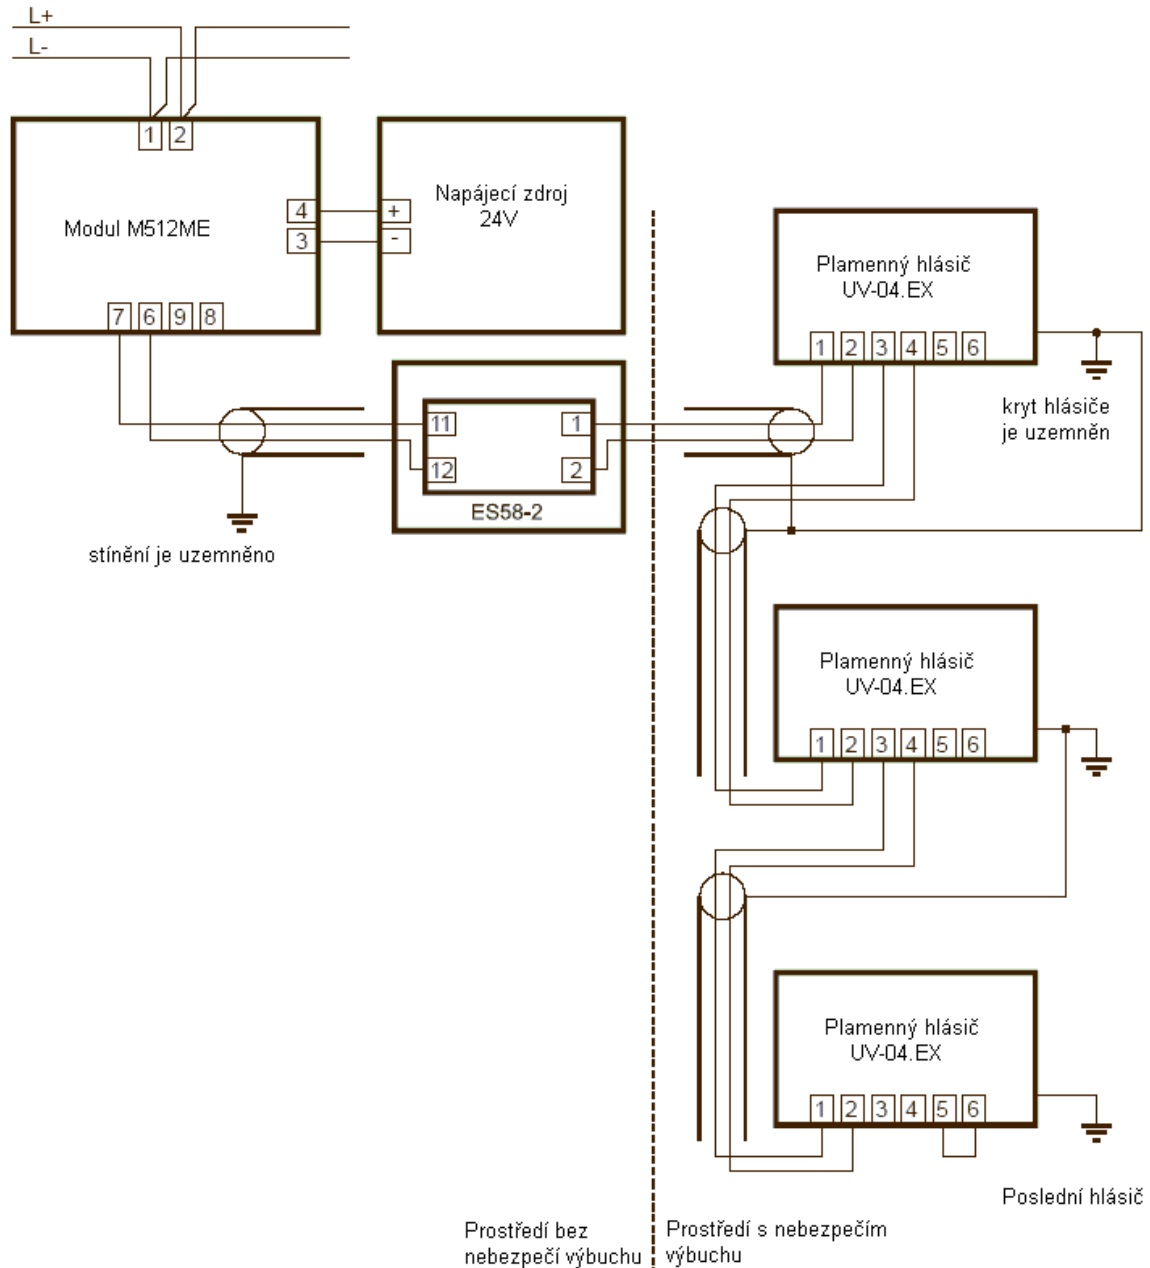 L+
L-
1 2
Modul M512ME
4
3
7 6 9 8
Napájecí zdroj
24V
+
-
11 1
12 2
ES58-2
stínění je uzemněno
Plamenný hlásič
UV-04.EX
1 2 3 4 5 6
kryt hlásiče
je uzemněn
Plamenný hlásič
UV-04.EX
1 2 3 4 5 6
Plamenný hlásič
UV-04.EX
1 2 3 4 5 6
Poslední hlásič
Prostředí bez
nebezpečí výbuchu
Prostředí s nebezpečím
výbuchu